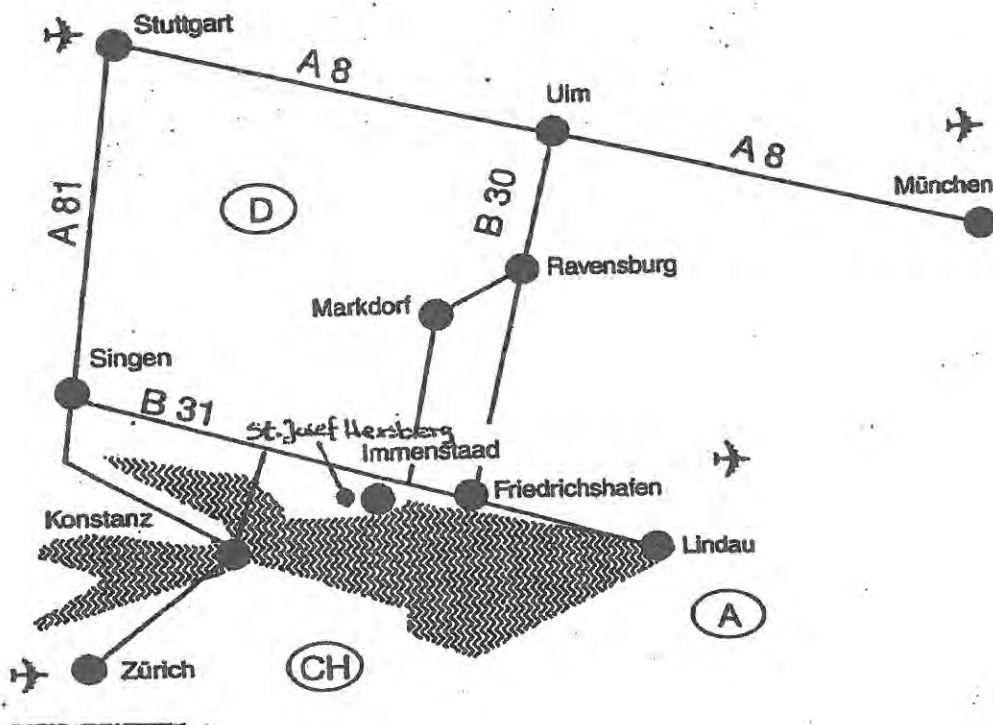 Stuttgart
A 8
Ulm
A 8
München
A 81
D
B 30
Ravensburg
Markdorf
Singen
B 31
St. Josef Hersberg
Immenstaad
Friedrichshafen
Konstanz
Lindau
A
CH
Zürich